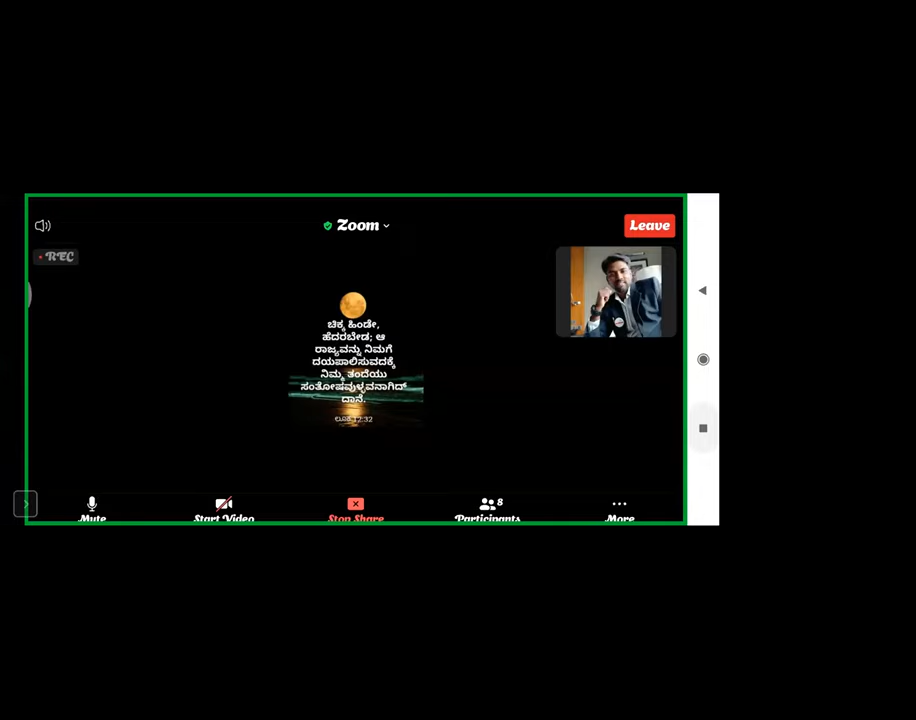 Zoom
Leave
REC
ಚಿಕ್ಕ ಹಿಂಡೇ,
ಹೆದರಬೇಡ; ಆ
ರಾಜ್ಯವನ್ನು ನಿಮಗೆ
ದಯಪಾಲಿಸುವದಕ್ಕೆ
ನಿಮ್ಮ ತಂದೆಯು
ಸಂತೋಷವುಳ್ಳವನಾಗಿದ್
ದಾನೆ.
ಲೂಕ 12:32
8
Mute
Start Video
Stop Share
Participants
More